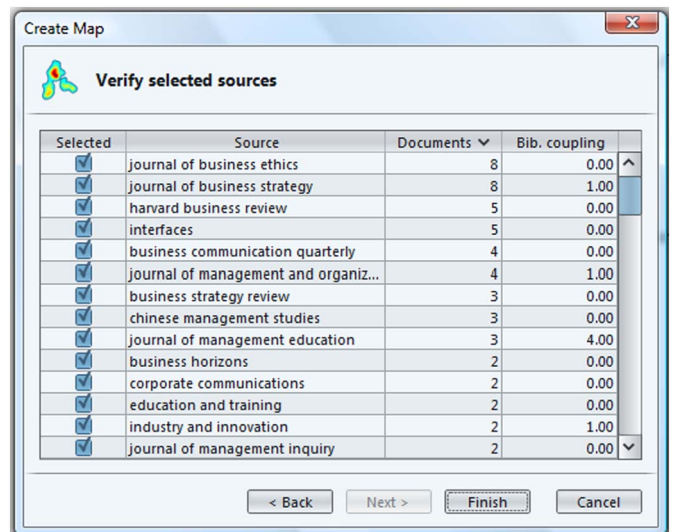 Create Map
Verify selected sources
Selected Source Documents Bib. coupling
journal of business ethics 8 0.00
journal of business strategy 8 1.00
harvard business review 5 0.00
interfaces 5 0.00
business communication quarterly 4 0.00
journal of management and organiz... 4 1.00
business strategy review 3 0.00
chinese management studies 3 0.00
journal of management education 3 4.00
business horizons 2 0.00
corporate communications 2 0.00
education and training 2 0.00
industry and innovation 2 1.00
journal of management inquiry 2 0.00
< Back Next > Finish Cancel